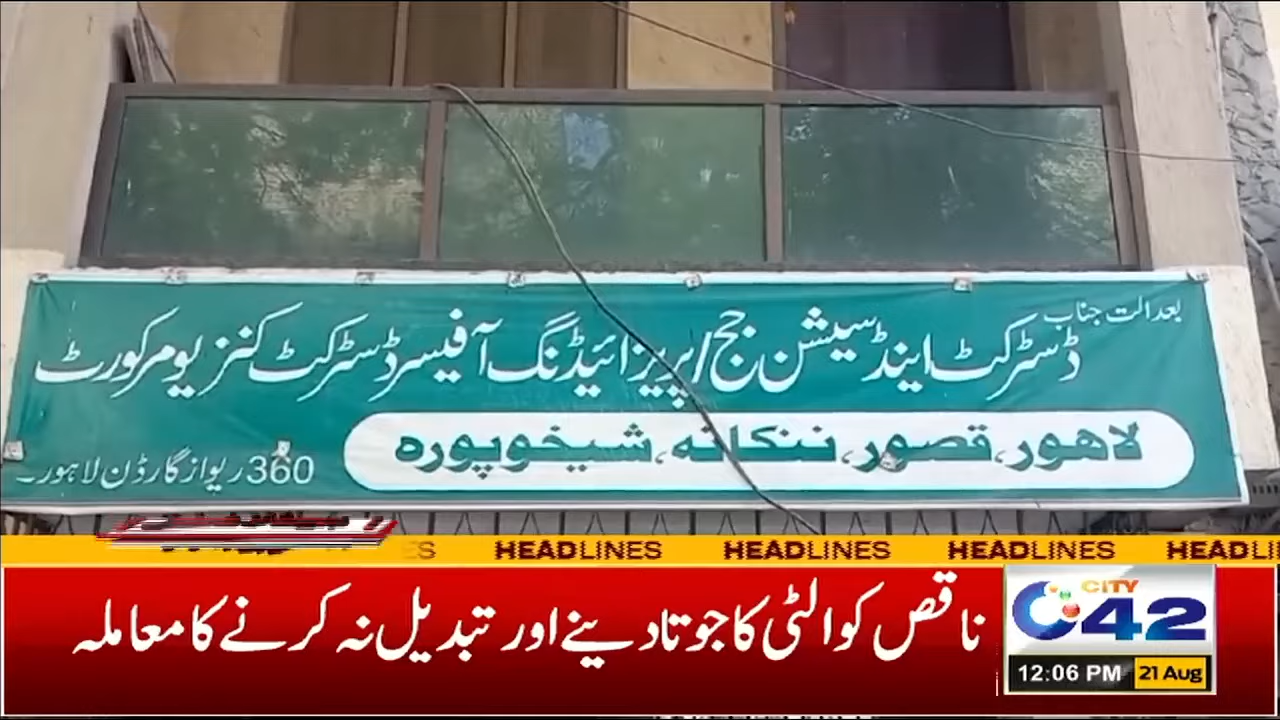 بعدالت جناب
ڈسٹرکٹ اینڈ سیشن جج / پریزائیڈنگ آفیسر ڈسٹرکٹ کنزیومر کورٹ
لاہور، قصور، ننکانہ، شیخوپورہ
360 ریواز گارڈن لاہور۔
ES HEADLINES HEADLINES HEADLINES HEADLIN
ناقص کوالٹی کا جوتا دینے اور تبدیل نہ کرنے کا معاملہ
CITY
42
12:06 PM 21 Aug